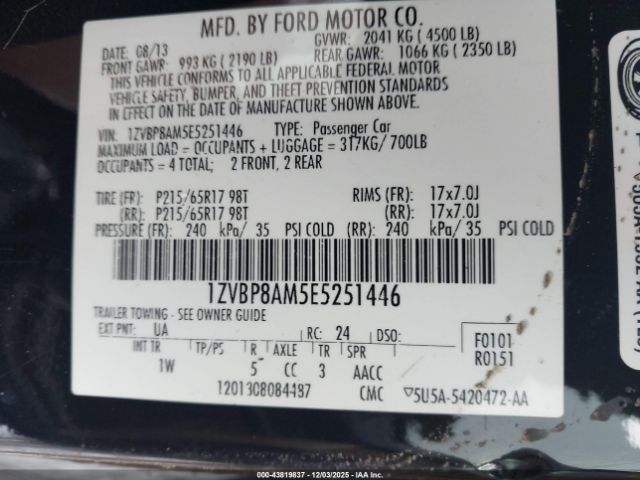 MFD. BY FORD MOTOR CO.
DATE: 08/13 GVWR: 2041 KG ( 4500 LB)
FRONT GAWR: 993 KG ( 2190 LB) REAR GAWR: 1066 KG ( 2350 LB)
THIS VEHICLE CONFORMS TO ALL APPLICABLE FEDERAL MOTOR
VEHICLE SAFETY, BUMPER, AND THEFT PREVENTION STANDARDS
IN EFFECT ON THE DATE OF MANUFACTURE SHOWN ABOVE.
VIN: 1ZVBP8AM5E5251446 TYPE: Passenger Car
MAXIMUM LOAD = OCCUPANTS + LUGGAGE = 317KG/ 700LB
OCCUPANTS = 4 TOTAL; 2 FRONT, 2 REAR
TIRE (FR): P215/65R17 98T RIMS (FR): 17x7.0J
(RR): P215/65R17 98T (RR): 17x7.0J
PRESSURE (FR): 240 kPa/ 35 PSI COLD (RR): 240 kPa/ 35 PSI COLD
1ZVBP8AM5E5251446
TRAILER TOWING - SEE OWNER GUIDE
EXT PNT: UA RC: 24 DSO: F0101
INT TR TP/PS R AXLE TR SPR R0151
1W 5 CC 3 AACC
1201308084487 CMC ▽5U5A-5420472-AA
© IAA 43819837 - 12/03/2025 - IAAI.COM